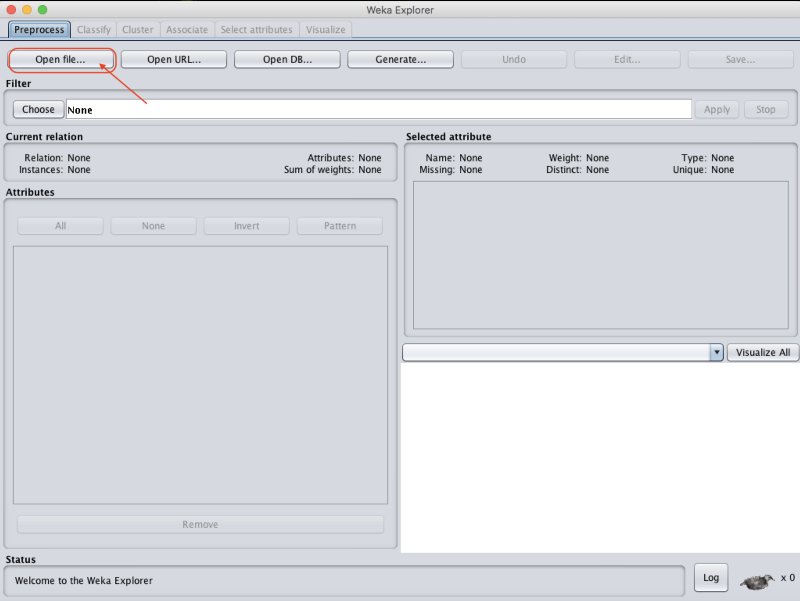 Weka Explorer
Preprocess Classify Cluster Associate Select attributes Visualize
Open file... Open URL... Open DB... Generate... Undo Edit... Save...
Filter
Choose None Apply Stop
Current relation
Relation: None Attributes: None
Instances: None Sum of weights: None
Selected attribute
Name: None Weight: None Type: None
Missing: None Distinct: None Unique: None
Attributes
All None Invert Pattern
Visualize All
Remove
Status
Welcome to the Weka Explorer
Log x 0